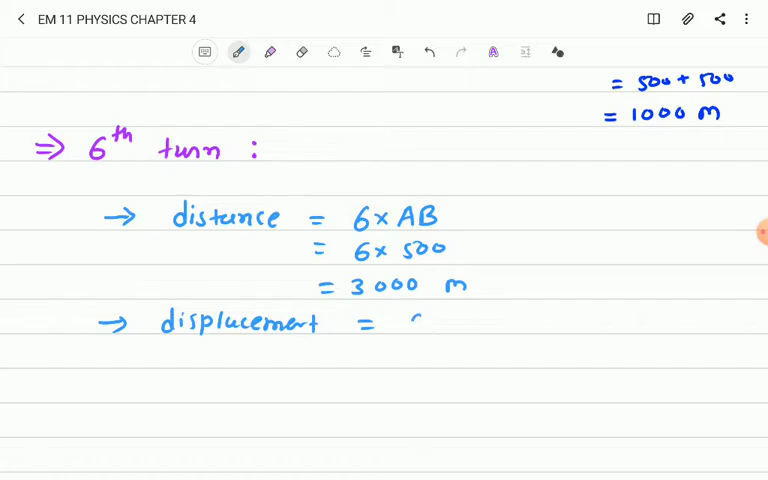 EM 11 PHYSICS CHAPTER 4
= 500 + 500
= 1000 m
⇒ 6th turn :
→ distance = 6 × AB
= 6 × 500
= 3000 m
→ displacement =